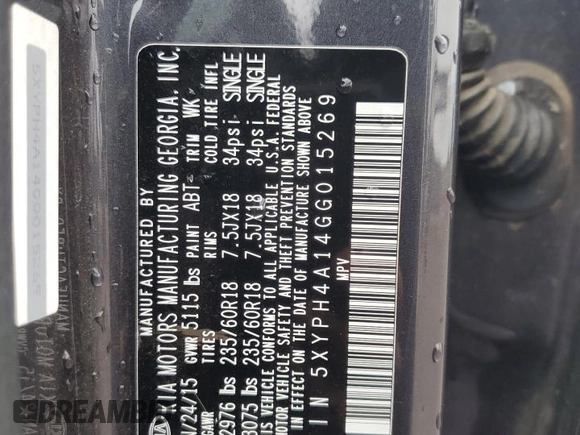 MANUFACTURED BY
KIA MOTORS MANUFACTURING GEORGIA, INC.
/24/15 GVWR 5115 lbs PAINT ABT TRIM WK
GAWR TIRES RIMS COLD TIRE INFL
2976 lbs 235/60R18 7.5JX18 34psi SINGLE
3075 lbs 235/60R18 7.5JX18 34psi SINGLE
IS VEHICLE CONFORMS TO ALL APPLICABLE U.S.A. FEDERAL
MOTOR VEHICLE SAFETY AND THEFT PREVENTION STANDARDS
IN EFFECT ON THE DATE OF MANUFACTURE SHOWN ABOVE
IN 5XYPH4A14GG015269
MPV